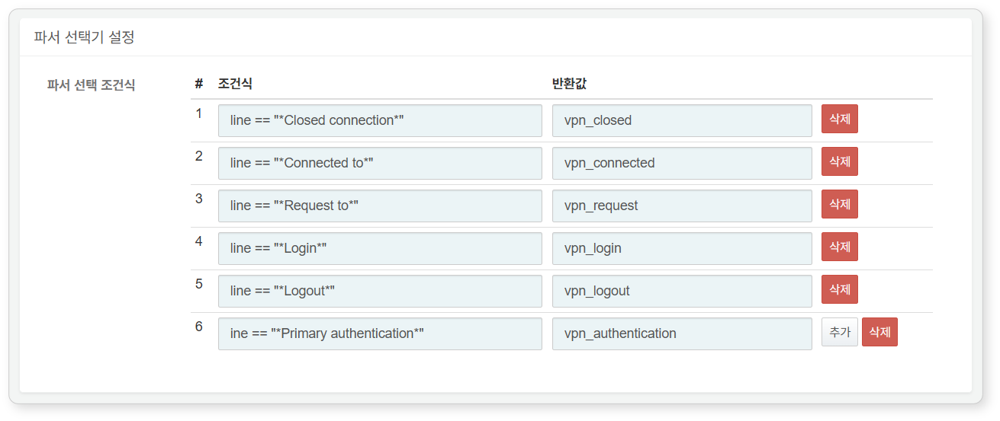 파서 선택기 설정
파서 선택 조건식
# 조건식 반환값
1 line == "*Closed connection*" vpn_closed 삭제
2 line == "*Connected to*" vpn_connected 삭제
3 line == "*Request to*" vpn_request 삭제
4 line == "*Login*" vpn_login 삭제
5 line == "*Logout*" vpn_logout 삭제
6 ine == "*Primary authentication*" vpn_authentication 추가 삭제